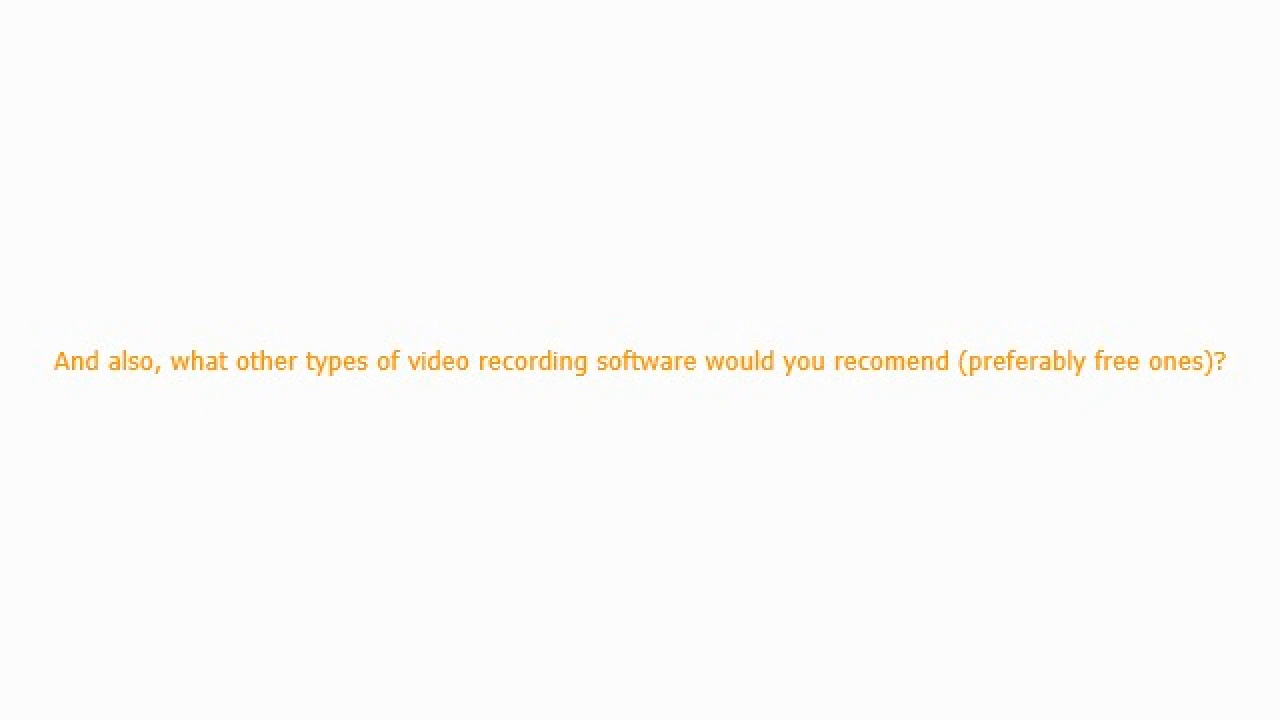 And also, what other types of video recording software would you recomend (preferably free ones)?